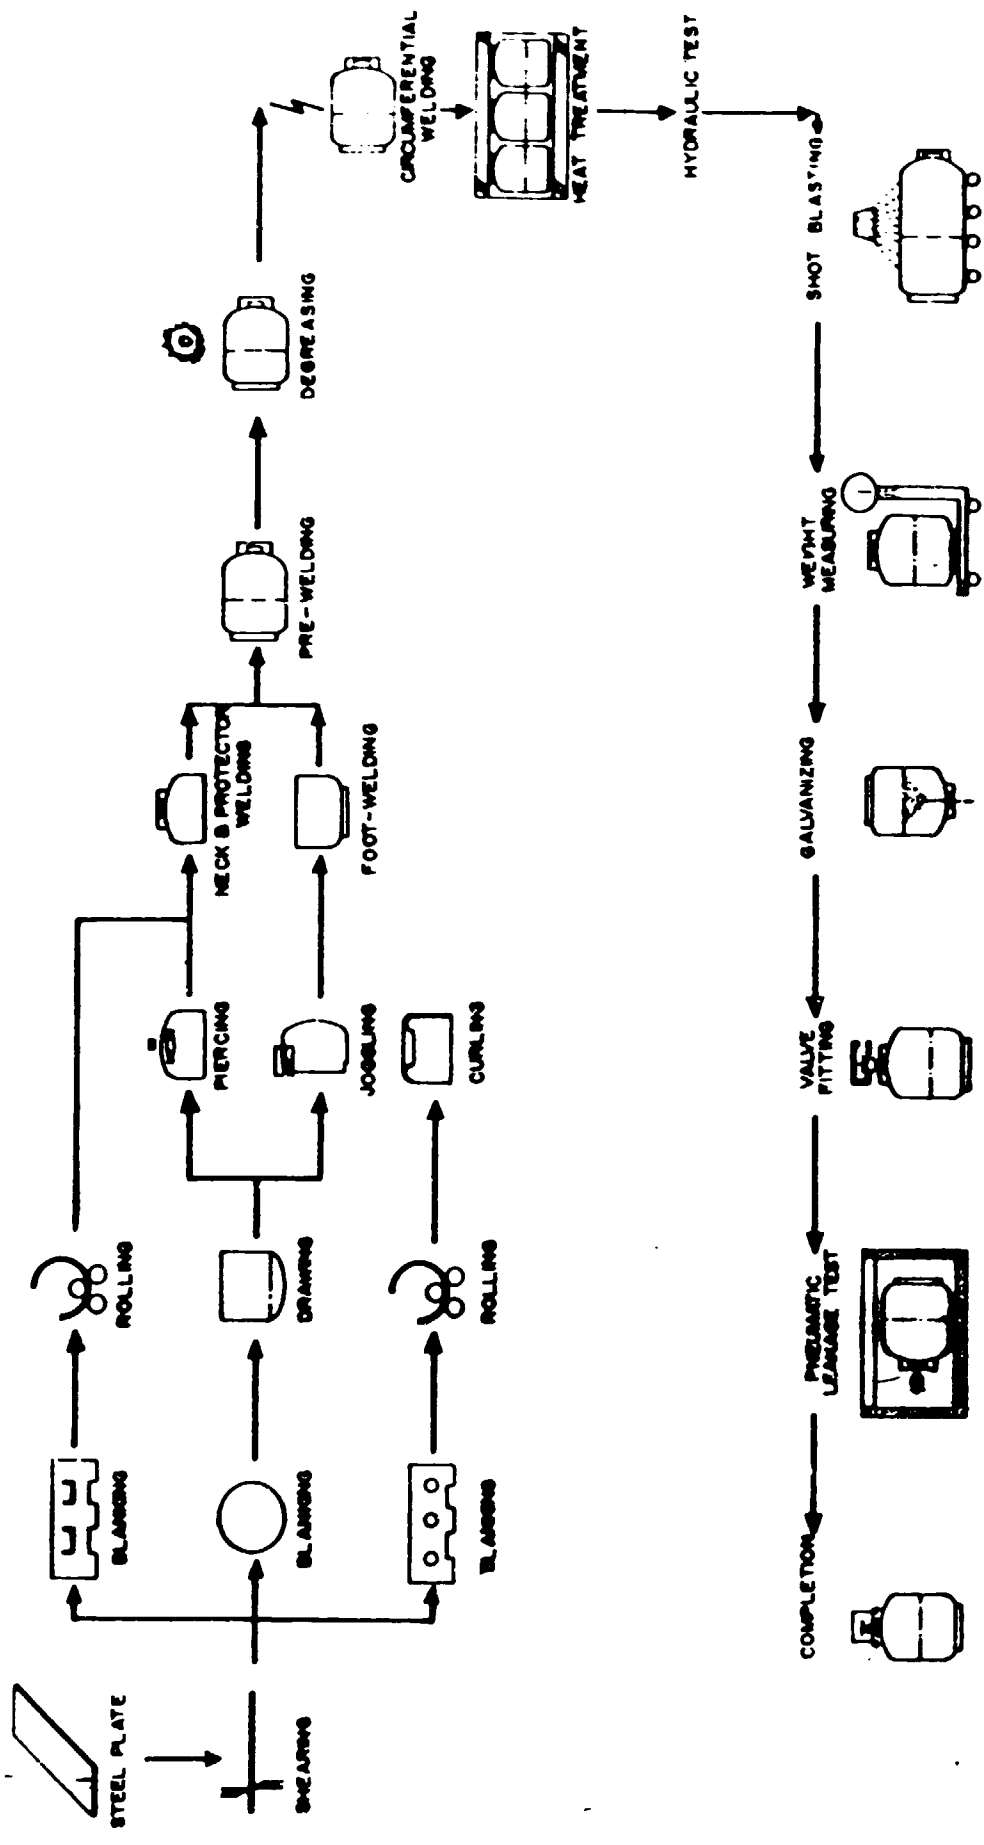 STEEL PLATE
SHEARING
BLANKING
ROLLING
BLANKING
DRAWING
BLANKING
ROLLING
PIERCING
JOGGLING
CURLING
NECK & PROTECTOR
WELDING
FOOT-WELDING
PRE-WELDING
DEGREASING
CIRCUMFERENTIAL
WELDING
HEAT TREATMENT
HYDRAULIC TEST
SHOT BLASTING
WEIGHT
MEASURING
GALVANIZING
VALVE
FITTING
PNEUMATIC
LEAKAGE TEST
COMPLETION